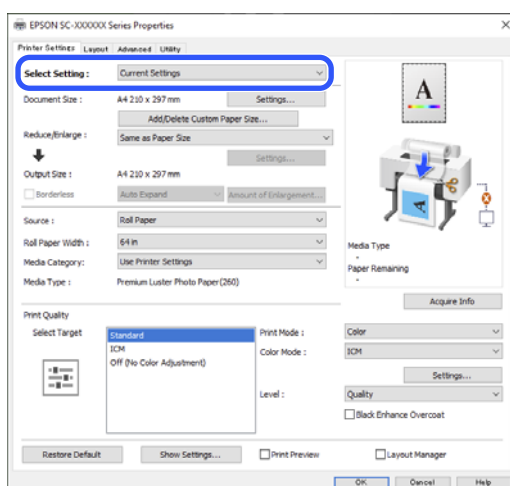 EPSON SC-XXXXXX Series Properties
Printer Settings Layout Advanced Utility
Select Setting : Current Settings
Document Size : A4 210 x 297 mm Settings...
Add/Delete Custom Paper Size...
Reduce/Enlarge : Same as Paper Size
Settings...
Output Size : A4 210 x 297 mm
Borderless Auto Expand Amount of Enlargement...
Source : Roll Paper
Roll Paper Width : 64 in
Media Category: Use Printer Settings
Media Type : Premium Luster Photo Paper(260)
A
A
Media Type
-
Paper Remaining
-
Acquire Info
Print Quality
Select Target
Standard
ICM
Off (No Color Adjustment)
Print Mode : Color
Color Mode : ICM
Settings...
Level : Quality
Black Enhance Overcoat
Restore Default Show Settings... Print Preview Layout Manager
OK Cancel Help